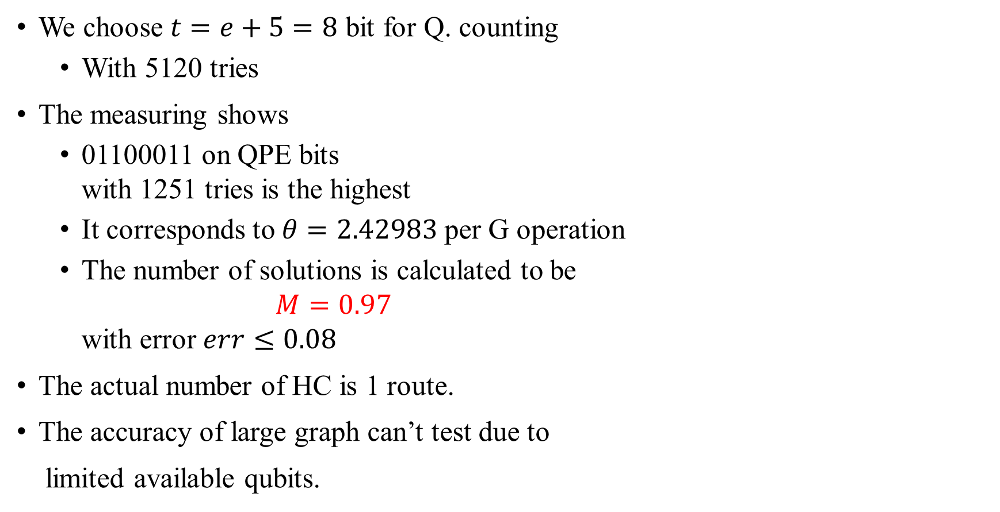 • We choose t = e + 5 = 8 bit for Q. counting
• With 5120 tries
• The measuring shows
• 01100011 on QPE bits
with 1251 tries is the highest
• It corresponds to θ = 2.42983 per G operation
• The number of solutions is calculated to be
M = 0.97
with error err ≤ 0.08
• The actual number of HC is 1 route.
• The accuracy of large graph can’t test due to
limited available qubits.